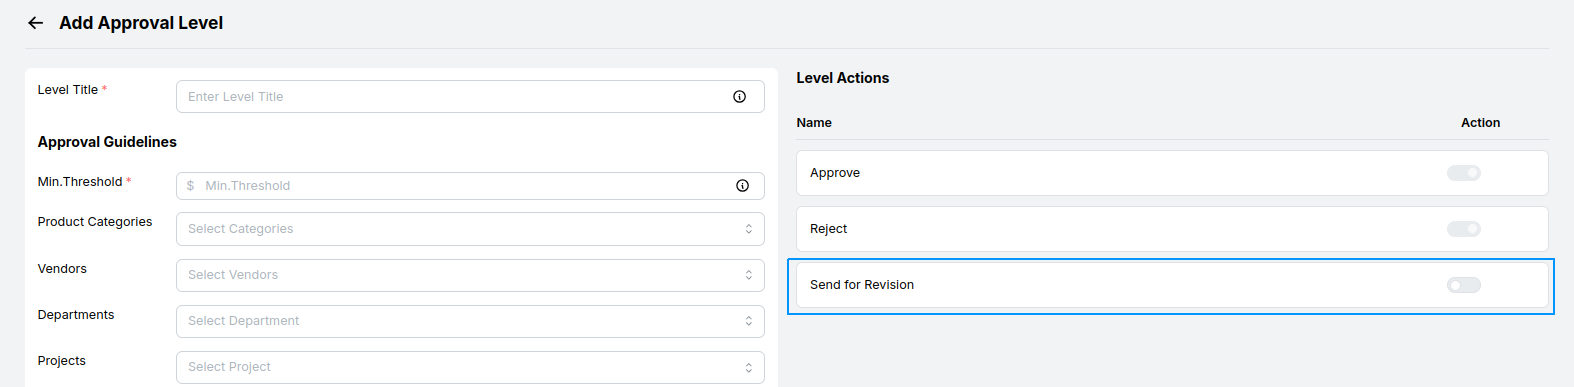 Add Approval Level
Level Title *
Enter Level Title
Approval Guidelines
Min.Threshold *
$ Min.Threshold
Product Categories
Select Categories
Vendors
Select Vendors
Departments
Select Department
Projects
Select Project
Level Actions
Name Action
Approve
Reject
Send for Revision